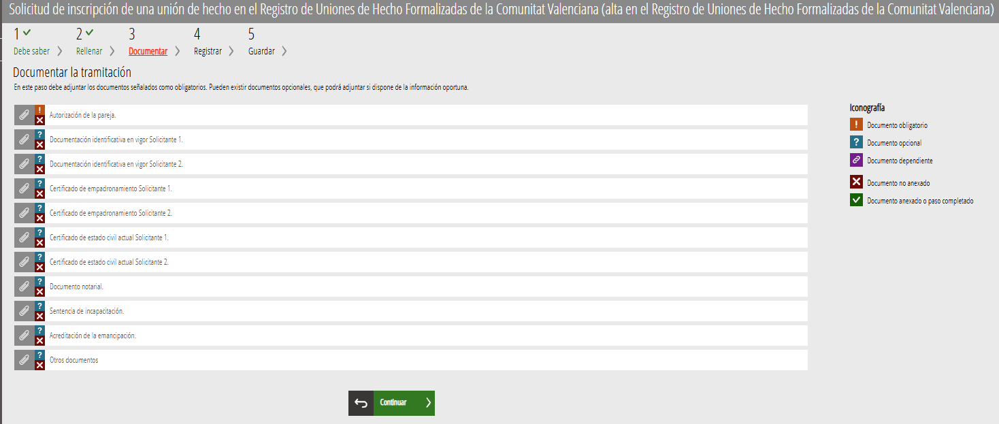 Solicitud de inscripción de una unión de hecho en el Registro de Uniones de Hecho Formalizadas de la Comunitat Valenciana (alta en el Registro de Uniones de Hecho Formalizadas de la Comunitat Valenciana)
1 2 3 4 5
Debe saber Rellenar Documentar Registrar Guardar
Documentar la tramitación
En este paso debe adjuntar los documentos señalados como obligatorios. Pueden existir documentos opcionales, que podrá adjuntar si dispone de la información oportuna.
Autorización de la pareja.
Documentación identificativa en vigor Solicitante 1.
Documentación identificativa en vigor Solicitante 2.
Certificado de empadronamiento Solicitante 1.
Certificado de empadronamiento Solicitante 2.
Certificado de estado civil actual Solicitante 1.
Certificado de estado civil actual Solicitante 2.
Documento notarial.
Sentencia de incapacitación.
Acreditación de la emancipación.
Otros documentos
Continuar
Iconografía
Documento obligatorio
Documento opcional
Documento dependiente
Documento no anexado
Documento anexado o paso completado